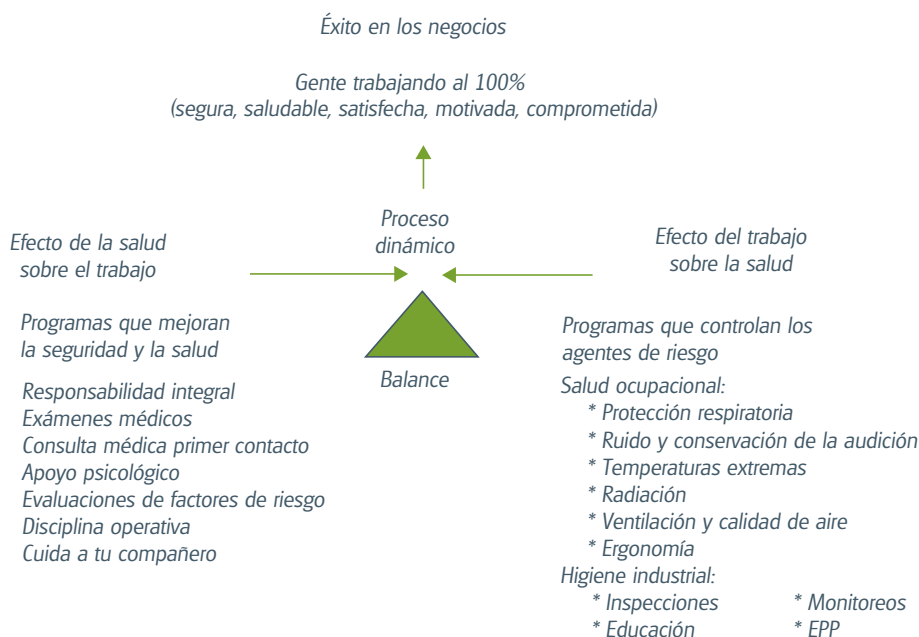 Éxito en los negocios
Gente trabajando al 100%
(segura, saludable, satisfecha, motivada, comprometida)
Proceso
dinámico
Efecto de la salud
sobre el trabajo
Efecto del trabajo
sobre la salud
Balance
Programas que mejoran
la seguridad y la salud
Responsabilidad integral
Exámenes médicos
Consulta médica primer contacto
Apoyo psicológico
Evaluaciones de factores de riesgo
Disciplina operativa
Cuida a tu compañero
Programas que controlan los
agentes de riesgo
Salud ocupacional:
* Protección respiratoria
* Ruido y conservación de la audición
* Temperaturas extremas
* Radiación
* Ventilación y calidad de aire
* Ergonomía
Higiene industrial:
* Inspecciones * Monitoreos
* Educación * EPP